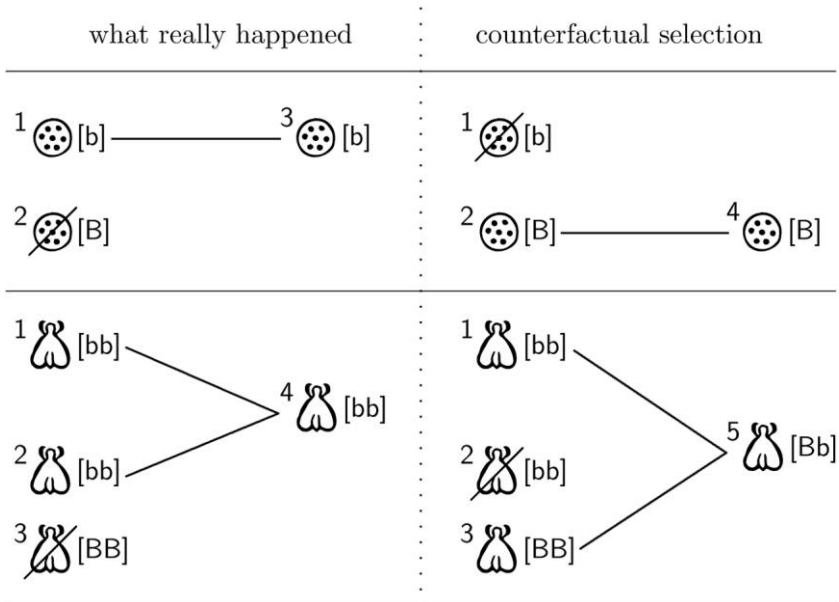 what really happened counterfactual selection
1 [b] 3 [b] 1 [b]
2 [B] 2 [B] 4 [B]
1 [bb] 1 [bb]
4 [bb]
5 [Bb]
2 [bb] 2 [bb]
3 [BB] 3 [BB]